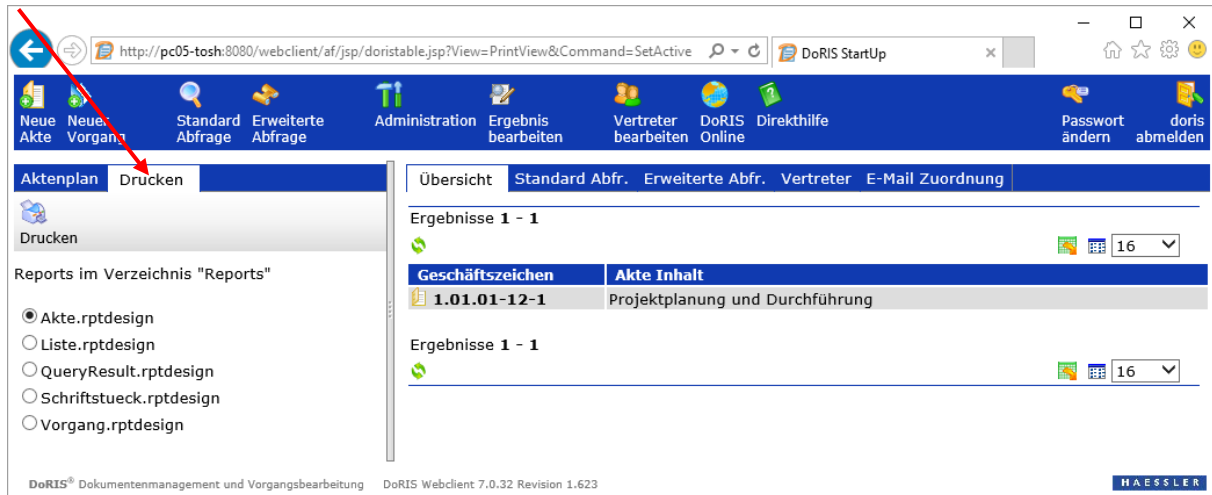 http://pc05-tosh:8080/webclient/af/jsp/doristable.jsp?View=PrintView&Command=SetActive
DoRIS StartUp
Neue Akte
Neuer Vorgang
Standard Abfrage
Erweiterte Abfrage
Administration
Ergebnis bearbeiten
Vertreter bearbeiten
DoRIS Online
Direkthilfe
Passwort ändern
doris abmelden
Aktenplan Drucken
Drucken
Reports im Verzeichnis "Reports"
Akte.rptdesign
Liste.rptdesign
QueryResult.rptdesign
Schriftstueck.rptdesign
Vorgang.rptdesign
Übersicht Standard Abfr. Erweiterte Abfr. Vertreter E-Mail Zuordnung
Ergebnisse 1 - 1
16
Geschäftszeichen Akte Inhalt
1.01.01-12-1 Projektplanung und Durchführung
Ergebnisse 1 - 1
16
DoRIS® Dokumentenmanagement und Vorgangsbearbeitung DoRIS Webclient 7.0.32 Revision 1.623
HAESSLER